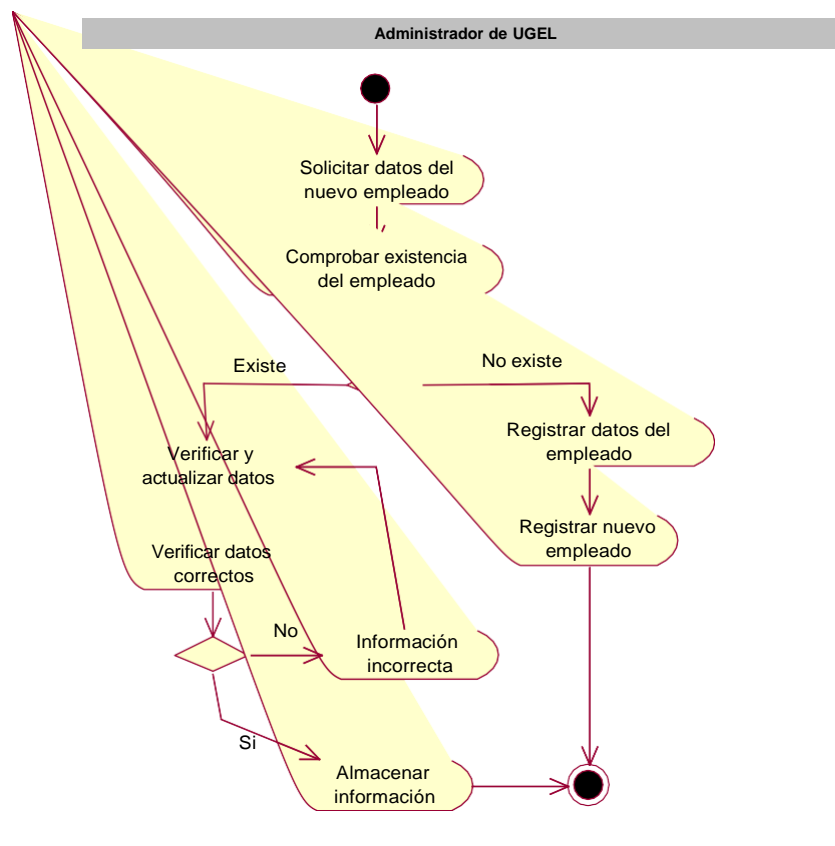 Administrador de UGEL
Solicitar datos del
nuevo empleado
Comprobar existencia
del empleado
Existe
No existe
Registrar datos del
empleado
Verificar y
actualizar datos
Registrar nuevo
empleado
Verificar datos
correctos
No
Información
incorrecta
Si
Almacenar
información